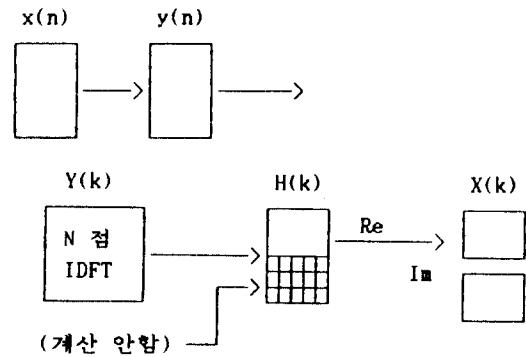 x(n) y(n)
Y(k) H(k) X(k)
N 점
IDFT
Re
Im
(계산 안함)